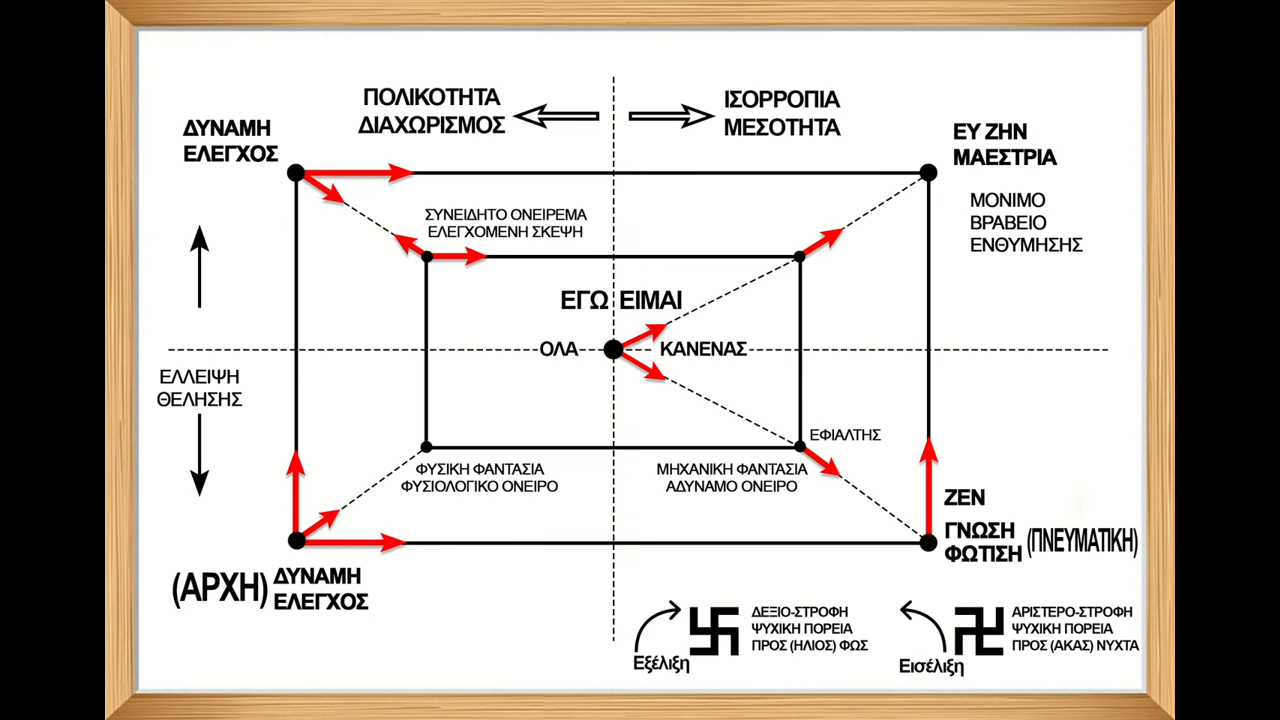 ΠΟΛΙΚΟΤΗΤΑ
ΔΙΑΧΩΡΙΣΜΟΣ
ΙΣΟΡΡΟΠΙΑ
ΜΕΣΟΤΗΤΑ
ΔΥΝΑΜΗ
ΕΛΕΓΧΟΣ
ΕΥ ΖΗΝ
ΜΑΕΣΤΡΙΑ
ΜΟΝΙΜΟ
ΒΡΑΒΕΙΟ
ΕΝΘΥΜΗΣΗΣ
ΣΥΝΕΙΔΗΤΟ ΟΝΕΙΡΕΜΑ
ΕΛΕΓΧΟΜΕΝΗ ΣΚΕΨΗ
ΕΓΩ ΕΙΜΑΙ
ΟΛΑ
ΚΑΝΕΝΑΣ
ΕΛΛΕΙΨΗ
ΘΕΛΗΣΗΣ
ΕΦΙΑΛΤΗΣ
ΦΥΣΙΚΗ ΦΑΝΤΑΣΙΑ
ΦΥΣΙΟΛΟΓΙΚΟ ΟΝΕΙΡΟ
ΜΗΧΑΝΙΚΗ ΦΑΝΤΑΣΙΑ
ΑΔΥΝΑΜΟ ΟΝΕΙΡΟ
ΖΕΝ
ΓΝΩΣΗ
ΦΩΤΙΣΗ (ΠΝΕΥΜΑΤΙΚΗ)
(ΑΡΧΗ) ΔΥΝΑΜΗ
ΕΛΕΓΧΟΣ
Εξέλιξη
ΔΕΞΙΟ-ΣΤΡΟΦΗ
ΨΥΧΙΚΗ ΠΟΡΕΙΑ
ΠΡΟΣ (ΗΛΙΟΣ) ΦΩΣ
Εισέλιξη
ΑΡΙΣΤΕΡΟ-ΣΤΡΟΦΗ
ΨΥΧΙΚΗ ΠΟΡΕΙΑ
ΠΡΟΣ (ΑΚΑΣ) ΝΥΧΤΑ